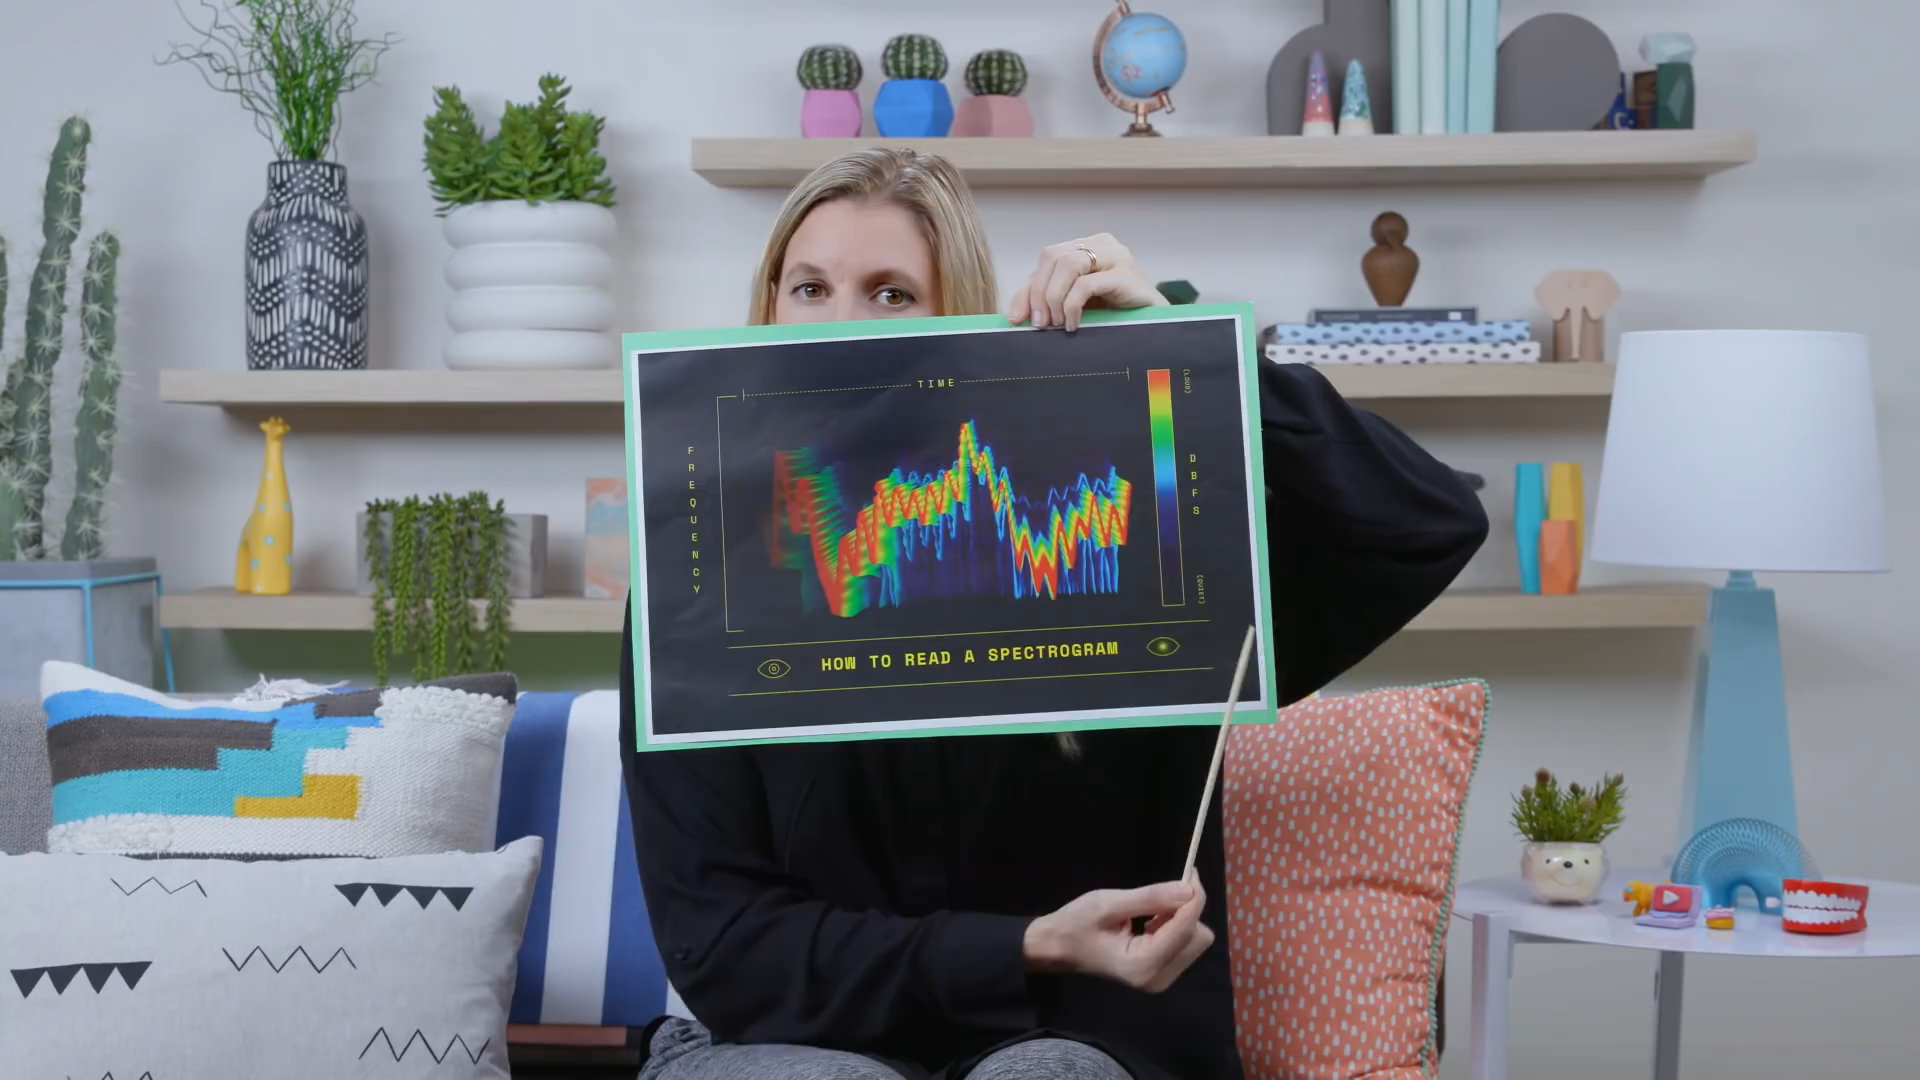 TIME
(LOUD)
FREQUENCY
DBFS
(QUIET)
HOW TO READ A SPECTROGRAM